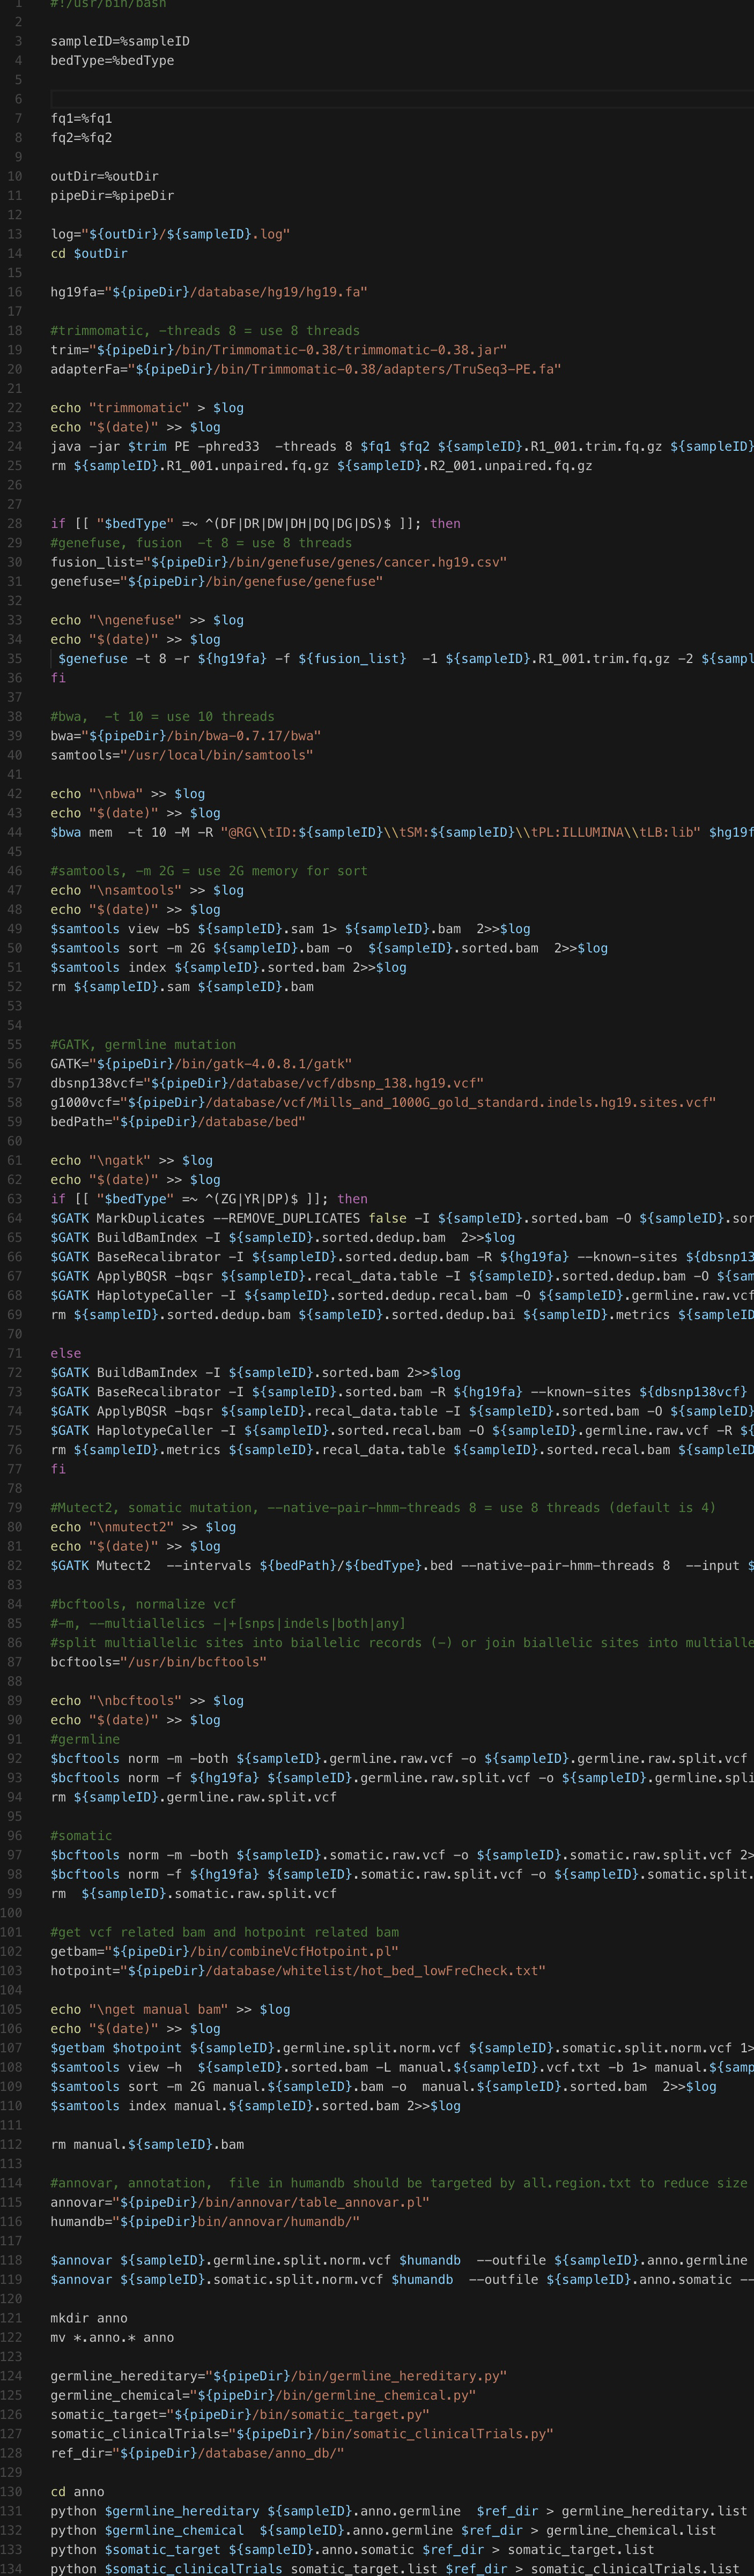 1 #!/usr/bin/bash
2
3 sampleID=%sampleID
4 bedType=%bedType
5
6
7 fq1=%fq1
8 fq2=%fq2
9
10 outDir=%outDir
11 pipeDir=%pipeDir
12
13 log="${outDir}/${sampleID}.log"
14 cd $outDir
15
16 hg19fa="${pipeDir}/database/hg19/hg19.fa"
17
18 #trimmomatic, -threads 8 = use 8 threads
19 trim="${pipeDir}/bin/Trimmomatic-0.38/trimmomatic-0.38.jar"
20 adapterFa="${pipeDir}/bin/Trimmomatic-0.38/adapters/TruSeq3-PE.fa"
21
22 echo "trimmomatic" > $log
23 echo "$(date)" >> $log
24 java -jar $trim PE -phred33  -threads 8 $fq1 $fq2 ${sampleID}.R1_001.trim.fq.gz ${sampleID}
25 rm ${sampleID}.R1_001.unpaired.fq.gz ${sampleID}.R2_001.unpaired.fq.gz
26
27
28 if [[ "$bedType" =~ ^(DF|DR|DW|DH|DQ|DG|DS)$ ]]; then
29 #genefuse, fusion  -t 8 = use 8 threads
30 fusion_list="${pipeDir}/bin/genefuse/genes/cancer.hg19.csv"
31 genefuse="${pipeDir}/bin/genefuse/genefuse"
32
33 echo "\ngenefuse" >> $log
34 echo "$(date)" >> $log
35  $genefuse -t 8 -r ${hg19fa} -f ${fusion_list}  -1 ${sampleID}.R1_001.trim.fq.gz -2 ${sampl
36 fi
37
38 #bwa,  -t 10 = use 10 threads
39 bwa="${pipeDir}/bin/bwa-0.7.17/bwa"
40 samtools="/usr/local/bin/samtools"
41
42 echo "\nbwa" >> $log
43 echo "$(date)" >> $log
44 $bwa mem  -t 10 -M -R "@RG\\tID:${sampleID}\\tSM:${sampleID}\\tPL:ILLUMINA\\tLB:lib" $hg19f
45
46 #samtools, -m 2G = use 2G memory for sort
47 echo "\nsamtools" >> $log
48 echo "$(date)" >> $log
49 $samtools view -bS ${sampleID}.sam 1> ${sampleID}.bam  2>>$log
50 $samtools sort -m 2G ${sampleID}.bam -o  ${sampleID}.sorted.bam  2>>$log
51 $samtools index ${sampleID}.sorted.bam 2>>$log
52 rm ${sampleID}.sam ${sampleID}.bam
53
54
55 #GATK, germline mutation
56 GATK="${pipeDir}/bin/gatk-4.0.8.1/gatk"
57 dbsnp138vcf="${pipeDir}/database/vcf/dbsnp_138.hg19.vcf"
58 g1000vcf="${pipeDir}/database/vcf/Mills_and_1000G_gold_standard.indels.hg19.sites.vcf"
59 bedPath="${pipeDir}/database/bed"
60
61 echo "\ngatk" >> $log
62 echo "$(date)" >> $log
63 if [[ "$bedType" =~ ^(ZG|YR|DP)$ ]]; then
64 $GATK MarkDuplicates --REMOVE_DUPLICATES false -I ${sampleID}.sorted.bam -O ${sampleID}.sor
65 $GATK BuildBamIndex -I ${sampleID}.sorted.dedup.bam  2>>$log
66 $GATK BaseRecalibrator -I ${sampleID}.sorted.dedup.bam -R ${hg19fa} --known-sites ${dbsnp13
67 $GATK ApplyBQSR -bqsr ${sampleID}.recal_data.table -I ${sampleID}.sorted.dedup.bam -O ${sam
68 $GATK HaplotypeCaller -I ${sampleID}.sorted.dedup.recal.bam -O ${sampleID}.germline.raw.vcf
69 rm ${sampleID}.sorted.dedup.bam ${sampleID}.sorted.dedup.bai ${sampleID}.metrics ${sampleID
70
71 else
72 $GATK BuildBamIndex -I ${sampleID}.sorted.bam 2>>$log
73 $GATK BaseRecalibrator -I ${sampleID}.sorted.bam -R ${hg19fa} --known-sites ${dbsnp138vcf}
74 $GATK ApplyBQSR -bqsr ${sampleID}.recal_data.table -I ${sampleID}.sorted.bam -O ${sampleID}
75 $GATK HaplotypeCaller -I ${sampleID}.sorted.recal.bam -O ${sampleID}.germline.raw.vcf -R ${
76 rm ${sampleID}.metrics ${sampleID}.recal_data.table ${sampleID}.sorted.recal.bam ${sampleID
77 fi
78
79 #Mutect2, somatic mutation, --native-pair-hmm-threads 8 = use 8 threads (default is 4)
80 echo "\nmutect2" >> $log
81 echo "$(date)" >> $log
82 $GATK Mutect2  --intervals ${bedPath}/${bedType}.bed --native-pair-hmm-threads 8  --input $
83
84 #bcftools, normalize vcf
85 #-m, --multiallelics -|+[snps|indels|both|any]
86 #split multiallelic sites into biallelic records (-) or join biallelic sites into multialle
87 bcftools="/usr/bin/bcftools"
88
89 echo "\nbcftools" >> $log
90 echo "$(date)" >> $log
91 #germline
92 $bcftools norm -m -both ${sampleID}.germline.raw.vcf -o ${sampleID}.germline.raw.split.vcf
93 $bcftools norm -f ${hg19fa} ${sampleID}.germline.raw.split.vcf -o ${sampleID}.germline.spli
94 rm ${sampleID}.germline.raw.split.vcf
95
96 #somatic
97 $bcftools norm -m -both ${sampleID}.somatic.raw.vcf -o ${sampleID}.somatic.raw.split.vcf 2>
98 $bcftools norm -f ${hg19fa} ${sampleID}.somatic.raw.split.vcf -o ${sampleID}.somatic.split.
99 rm  ${sampleID}.somatic.raw.split.vcf
100
101 #get vcf related bam and hotpoint related bam
102 getbam="${pipeDir}/bin/combineVcfHotpoint.pl"
103 hotpoint="${pipeDir}/database/whitelist/hot_bed_lowFreCheck.txt"
104
105 echo "\nget manual bam" >> $log
106 echo "$(date)" >> $log
107 $getbam $hotpoint ${sampleID}.germline.split.norm.vcf ${sampleID}.somatic.split.norm.vcf 1>
108 $samtools view -h  ${sampleID}.sorted.bam -L manual.${sampleID}.vcf.txt -b 1> manual.${samp
109 $samtools sort -m 2G manual.${sampleID}.bam -o  manual.${sampleID}.sorted.bam  2>>$log
110 $samtools index manual.${sampleID}.sorted.bam 2>>$log
111
112 rm manual.${sampleID}.bam
113
114 #annovar, annotation,  file in humandb should be targeted by all.region.txt to reduce size
115 annovar="${pipeDir}/bin/annovar/table_annovar.pl"
116 humandb="${pipeDir}bin/annovar/humandb/"
117
118 $annovar ${sampleID}.germline.split.norm.vcf $humandb  --outfile ${sampleID}.anno.germline
119 $annovar ${sampleID}.somatic.split.norm.vcf $humandb  --outfile ${sampleID}.anno.somatic --
120
121 mkdir anno
122 mv *.anno.* anno
123
124 germline_hereditary="${pipeDir}/bin/germline_hereditary.py"
125 germline_chemical="${pipeDir}/bin/germline_chemical.py"
126 somatic_target="${pipeDir}/bin/somatic_target.py"
127 somatic_clinicalTrials="${pipeDir}/bin/somatic_clinicalTrials.py"
128 ref_dir="${pipeDir}/database/anno_db/"
129
130 cd anno
131 python $germline_hereditary ${sampleID}.anno.germline  $ref_dir > germline_hereditary.list
132 python $germline_chemical  ${sampleID}.anno.germline $ref_dir > germline_chemical.list
133 python $somatic_target ${sampleID}.anno.somatic $ref_dir > somatic_target.list
134 python $somatic_clinicalTrials somatic_target.list $ref_dir > somatic_clinicalTrials.list